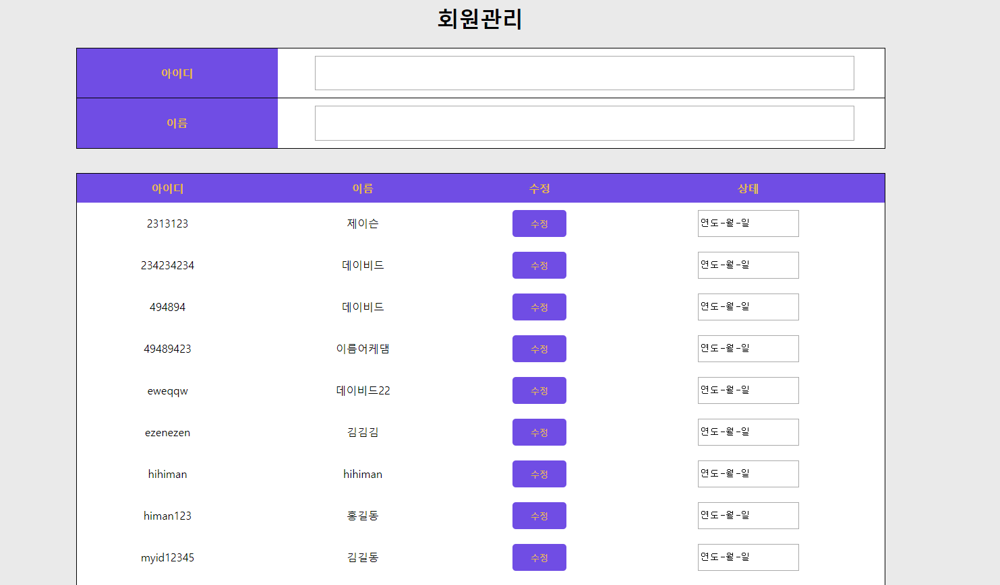 회원관리
아이디
이름
아이디 이름 수정 상테
2313123 제이슨 수정 연도-월-일
234234234 데이비드 수정 연도-월-일
494894 데이비드 수정 연도-월-일
49489423 이름어케댐 수정 연도-월-일
eweqqw 데이비드22 수정 연도-월-일
ezenezen 김김김 수정 연도-월-일
hihiman hihiman 수정 연도-월-일
himan123 홍길동 수정 연도-월-일
myid12345 김길동 수정 연도-월-일